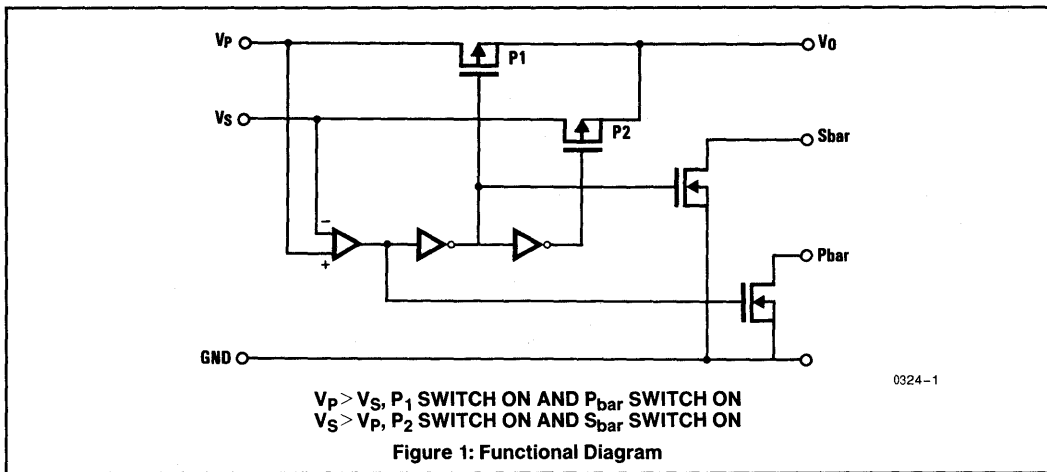 VP
P1
VO
VS
P2
Sbar
−
+
Pbar
GND
0324-1
VP > VS, P1 SWITCH ON AND Pbar SWITCH ON
VS > VP, P2 SWITCH ON AND Sbar SWITCH ON
Figure 1: Functional Diagram